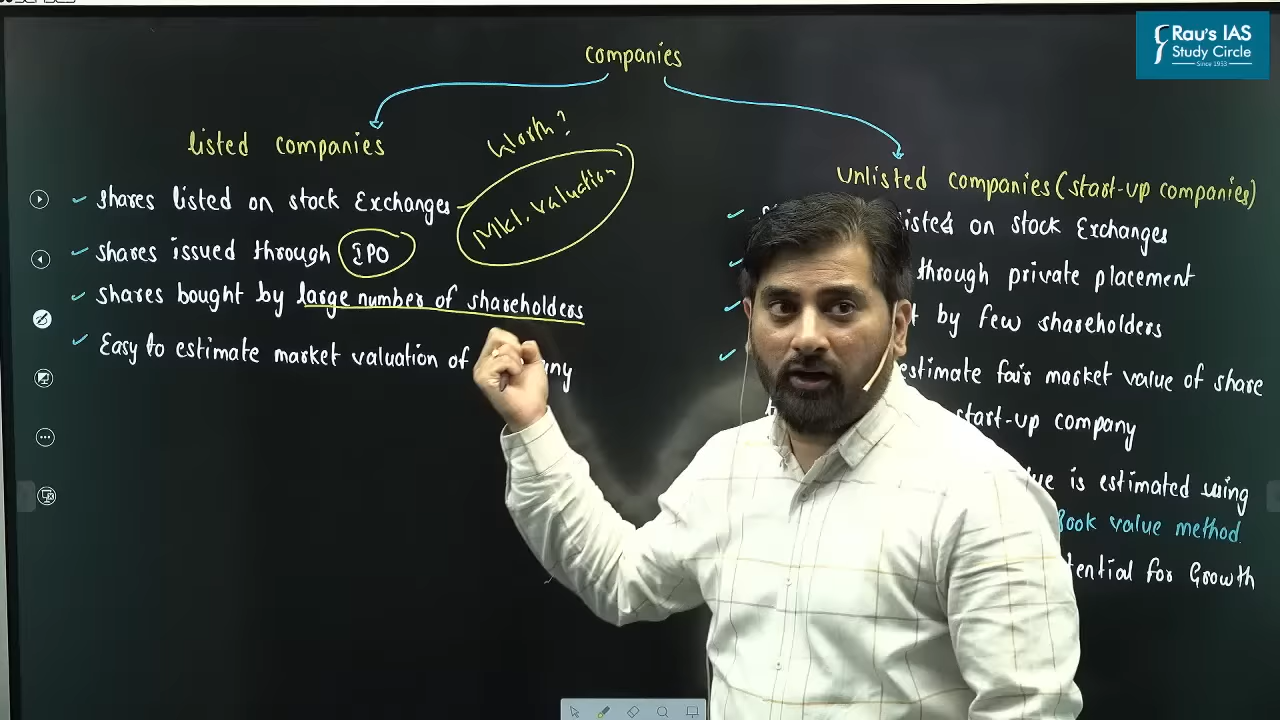 Rau's IAS
Study Circle
Since 1953
companies
listed companies
Worth?
Mkt. Valuation
shares listed on stock Exchanges
shares issued through IPO
shares bought by large number of shareholders
Easy to estimate market valuation of
unlisted companies (start-up companies)
on stock Exchanges
through private placement
by few shareholders
estimate fair market value of share
start-up company
is estimated using
Book value method.
for Growth